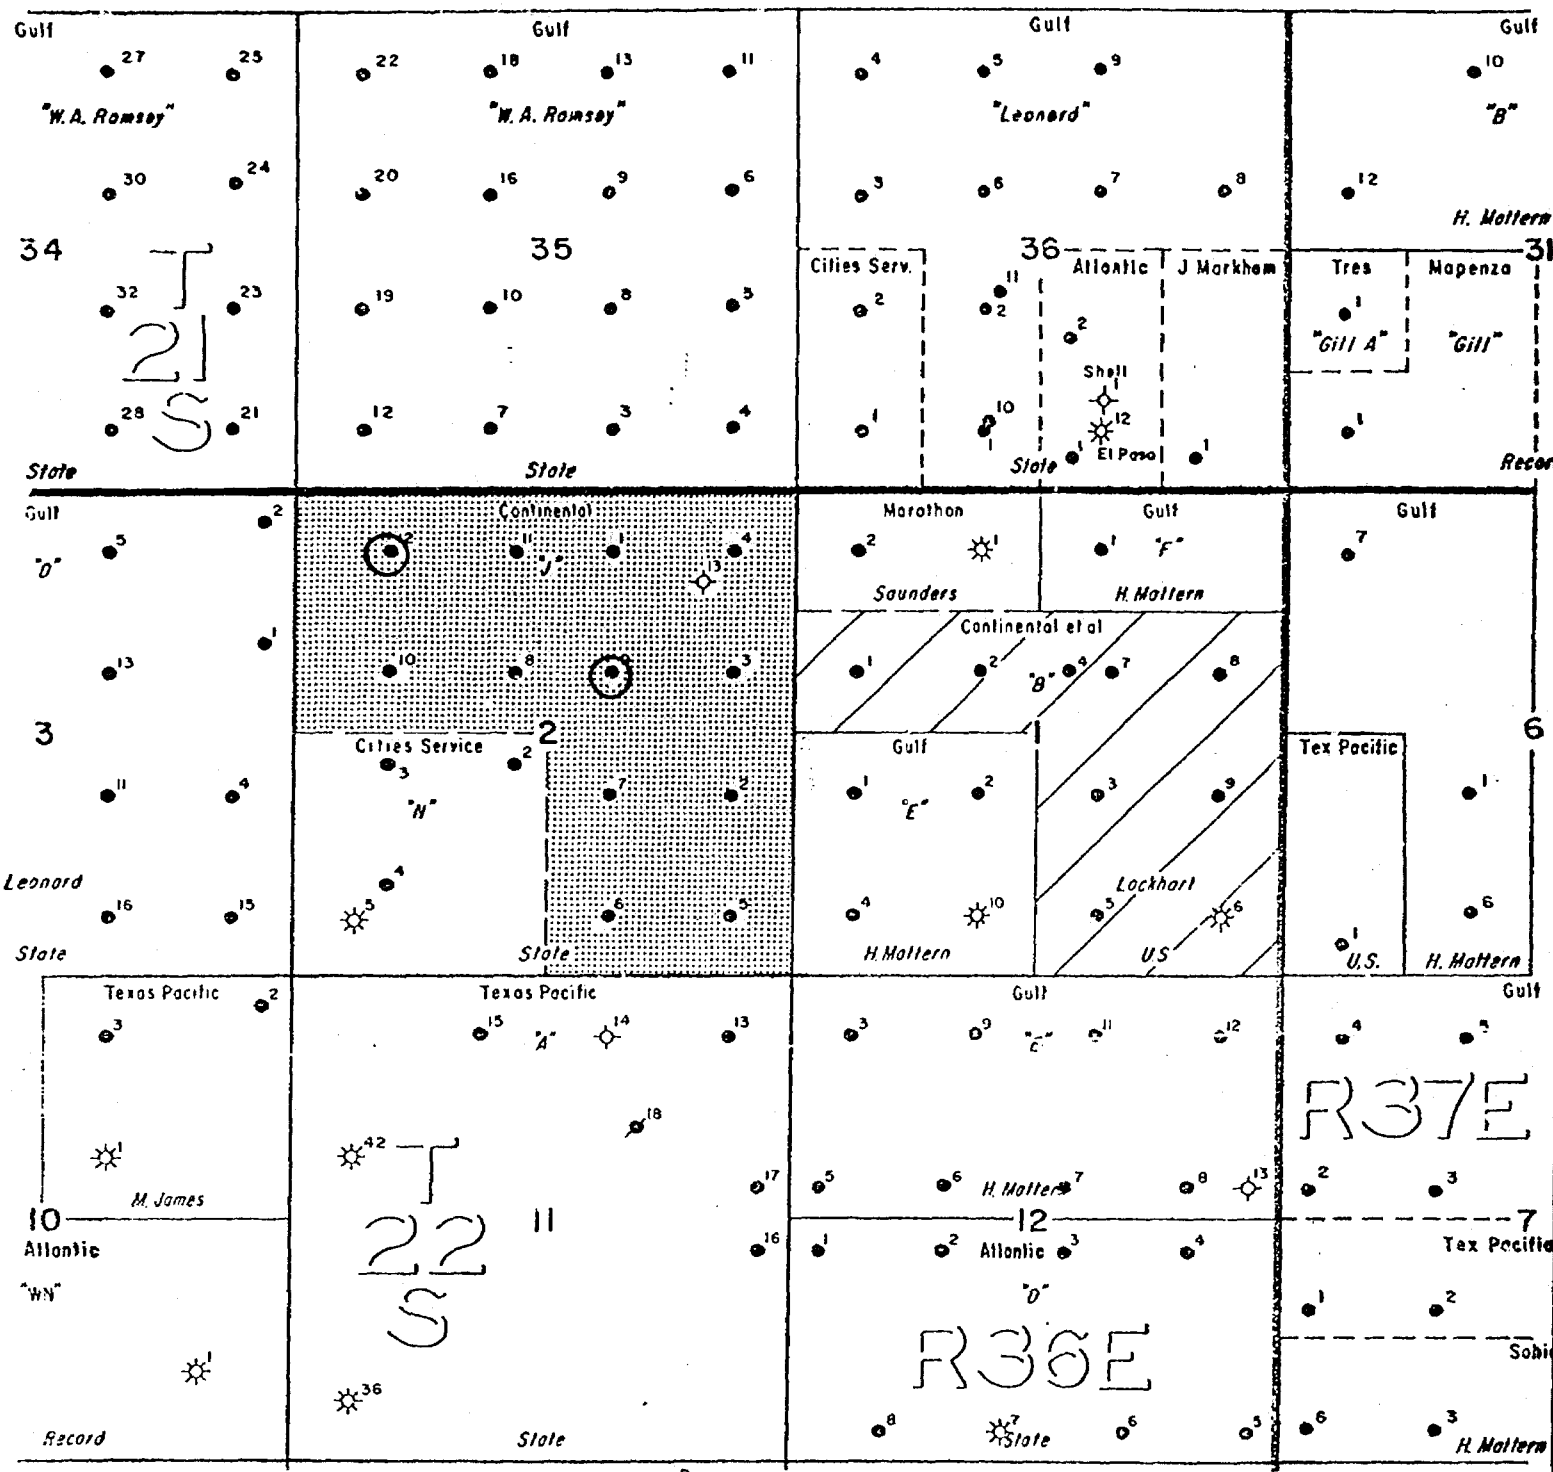 Gulf Gulf Gulf Gulf
27 25 22 18 13 11 4 5 9 10
"W.A. Ramsey" "W.A. Ramsey" "Leonard" "B"
30 24 20 16 9 6 3 6 7 8 12
H. Mattern
34 35 36 31
T
Cities Serv. Atlantic J Markham Tres Mapenza
32 23 19 10 8 5 2 11 2 2 1
21
"Gill A" "Gill"
Shell
1
S
28 21 12 7 3 4 1 10 12 1
1 1 El Paso 1
State State State Recor
Gulf Continental Marathon Gulf Gulf
"D" 5 2 12 11 "J" 1 4 2 1 1 "F" 7
13
Saunders H. Mattern
Continental et al
13 1 10 8 3 1 2 "B" 4 7 8
3 2 1 6
Cities Service Gulf Tex Pacific
3 2
11 4 "H" 7 2 1 "E" 2 3 9 1
Leonard 4 Lockhart
16 15 5 6 5 4 10 5 6 6
1
State State H. Mattern U.S U.S. H. Mattern
Texas Pacific Texas Pacific Gulf Gulf
3 2 15 "A" 14 13 3 9 11 12 4 5
R37E
18
1 42
T
17 5 6 7 8 13 2 3
M. James H. Mattern
10 11 12 7
22
Atlantic 16 1 2 Atlantic 3 4 Tex Pacific
"WN" "D" 1 2
S
R36E
Sohio
1 36
8 7 6 5 6 3
Record State State H. Mattern